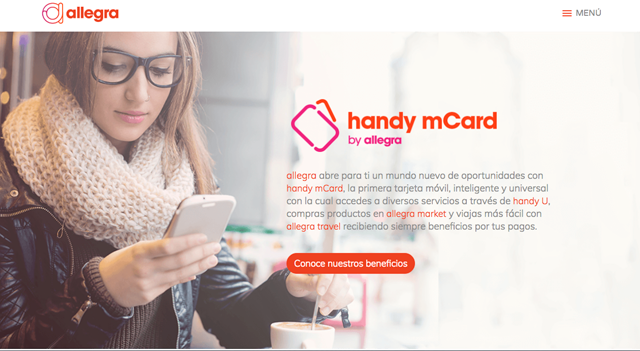 allegra
MENÚ
handy mCard
by allegra
allegra abre para ti un mundo nuevo de oportunidades con
handy mCard, la primera tarjeta móvil, inteligente y universal
con la cual accedes a diversos servicios a través de handy U,
compras productos en allegra market y viajas más fácil con
allegra travel recibiendo siempre beneficios por tus pagos.
Conoce nuestros beneficios